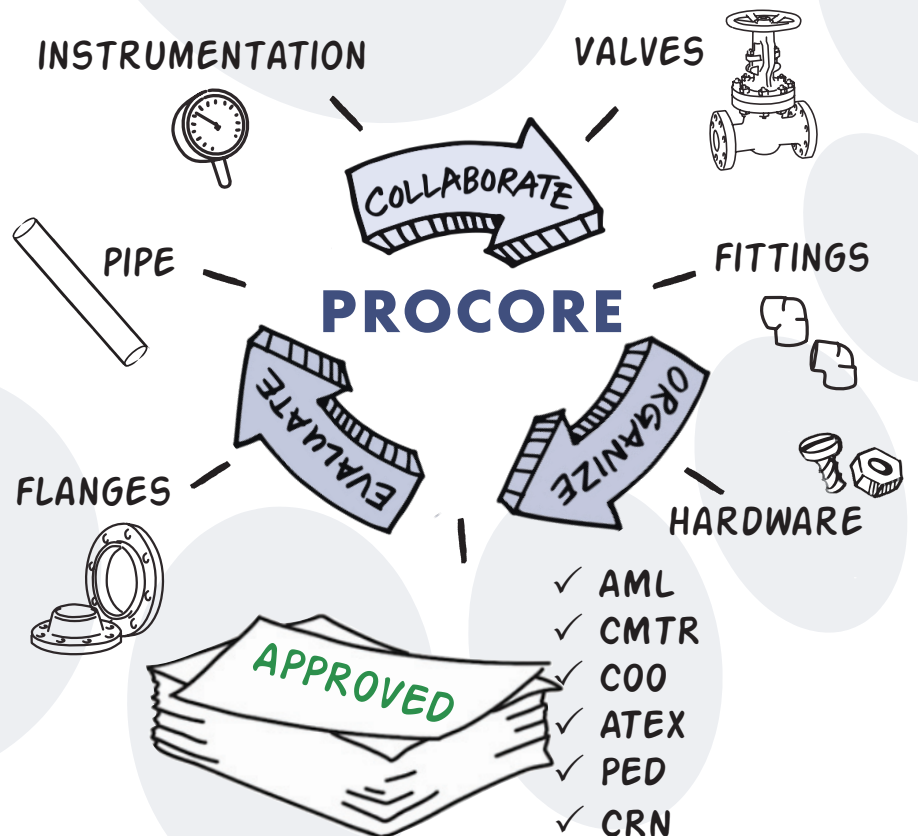 INSTRUMENTATION
VALVES
COLLABORATE
PIPE
FITTINGS
PROCORE
EVALUATE
ORGANIZE
FLANGES
HARDWARE
APPROVED
✓ AML
✓ CMTR
✓ COO
✓ ATEX
✓ PED
✓ CRN